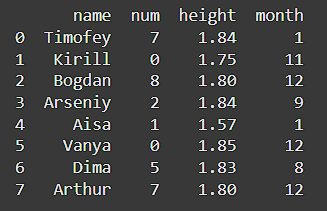 name num height month
0 Timofey 7 1.84 1
1 Kirill 0 1.75 11
2 Bogdan 8 1.80 12
3 Arseniy 2 1.84 9
4 Aisa 1 1.57 1
5 Vanya 0 1.85 12
6 Dima 5 1.83 8
7 Arthur 7 1.80 12